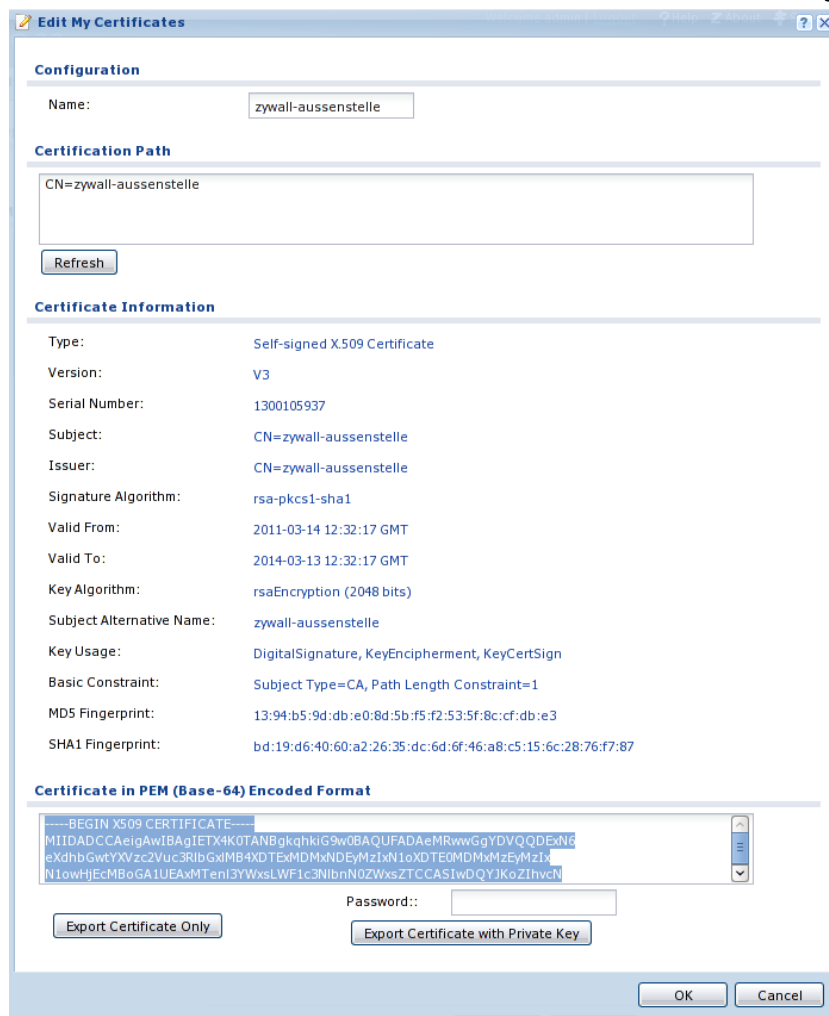 Edit My Certificates
Configuration
Name: zywall-aussenstelle
Certification Path
CN=zywall-aussenstelle
Refresh
Certificate Information
Type: Self-signed X.509 Certificate
Version: V3
Serial Number: 1300105937
Subject: CN=zywall-aussenstelle
Issuer: CN=zywall-aussenstelle
Signature Algorithm: rsa-pkcs1-sha1
Valid From: 2011-03-14 12:32:17 GMT
Valid To: 2014-03-13 12:32:17 GMT
Key Algorithm: rsaEncryption (2048 bits)
Subject Alternative Name: zywall-aussenstelle
Key Usage: DigitalSignature, KeyEncipherment, KeyCertSign
Basic Constraint: Subject Type=CA, Path Length Constraint=1
MD5 Fingerprint: 13:94:b5:9d:db:e0:8d:5b:f5:f2:53:5f:8c:cf:db:e3
SHA1 Fingerprint: bd:19:d6:40:60:a2:26:35:dc:6d:6f:46:a8:c5:15:6c:28:76:f7:87
Certificate in PEM (Base-64) Encoded Format
-----BEGIN X509 CERTIFICATE-----
MIIDADCCAeigAwIBAgIETX4K0TANBgkqhkiG9w0BAQUFADAeMRwwGgYDVQQDExN6
eXdhbGwtYXVzc2Vuc3RlbGxlMB4XDTExMDMxNDEyMzIxN1oXDTE0MDMxMzEyMzIx
N1owHjEcMBoGA1UEAxMTenl3YWxsLWF1c3NlbnN0ZWxsZTCCASIwDQYJKoZIhvcN
Password::
Export Certificate Only
Export Certificate with Private Key
OK Cancel